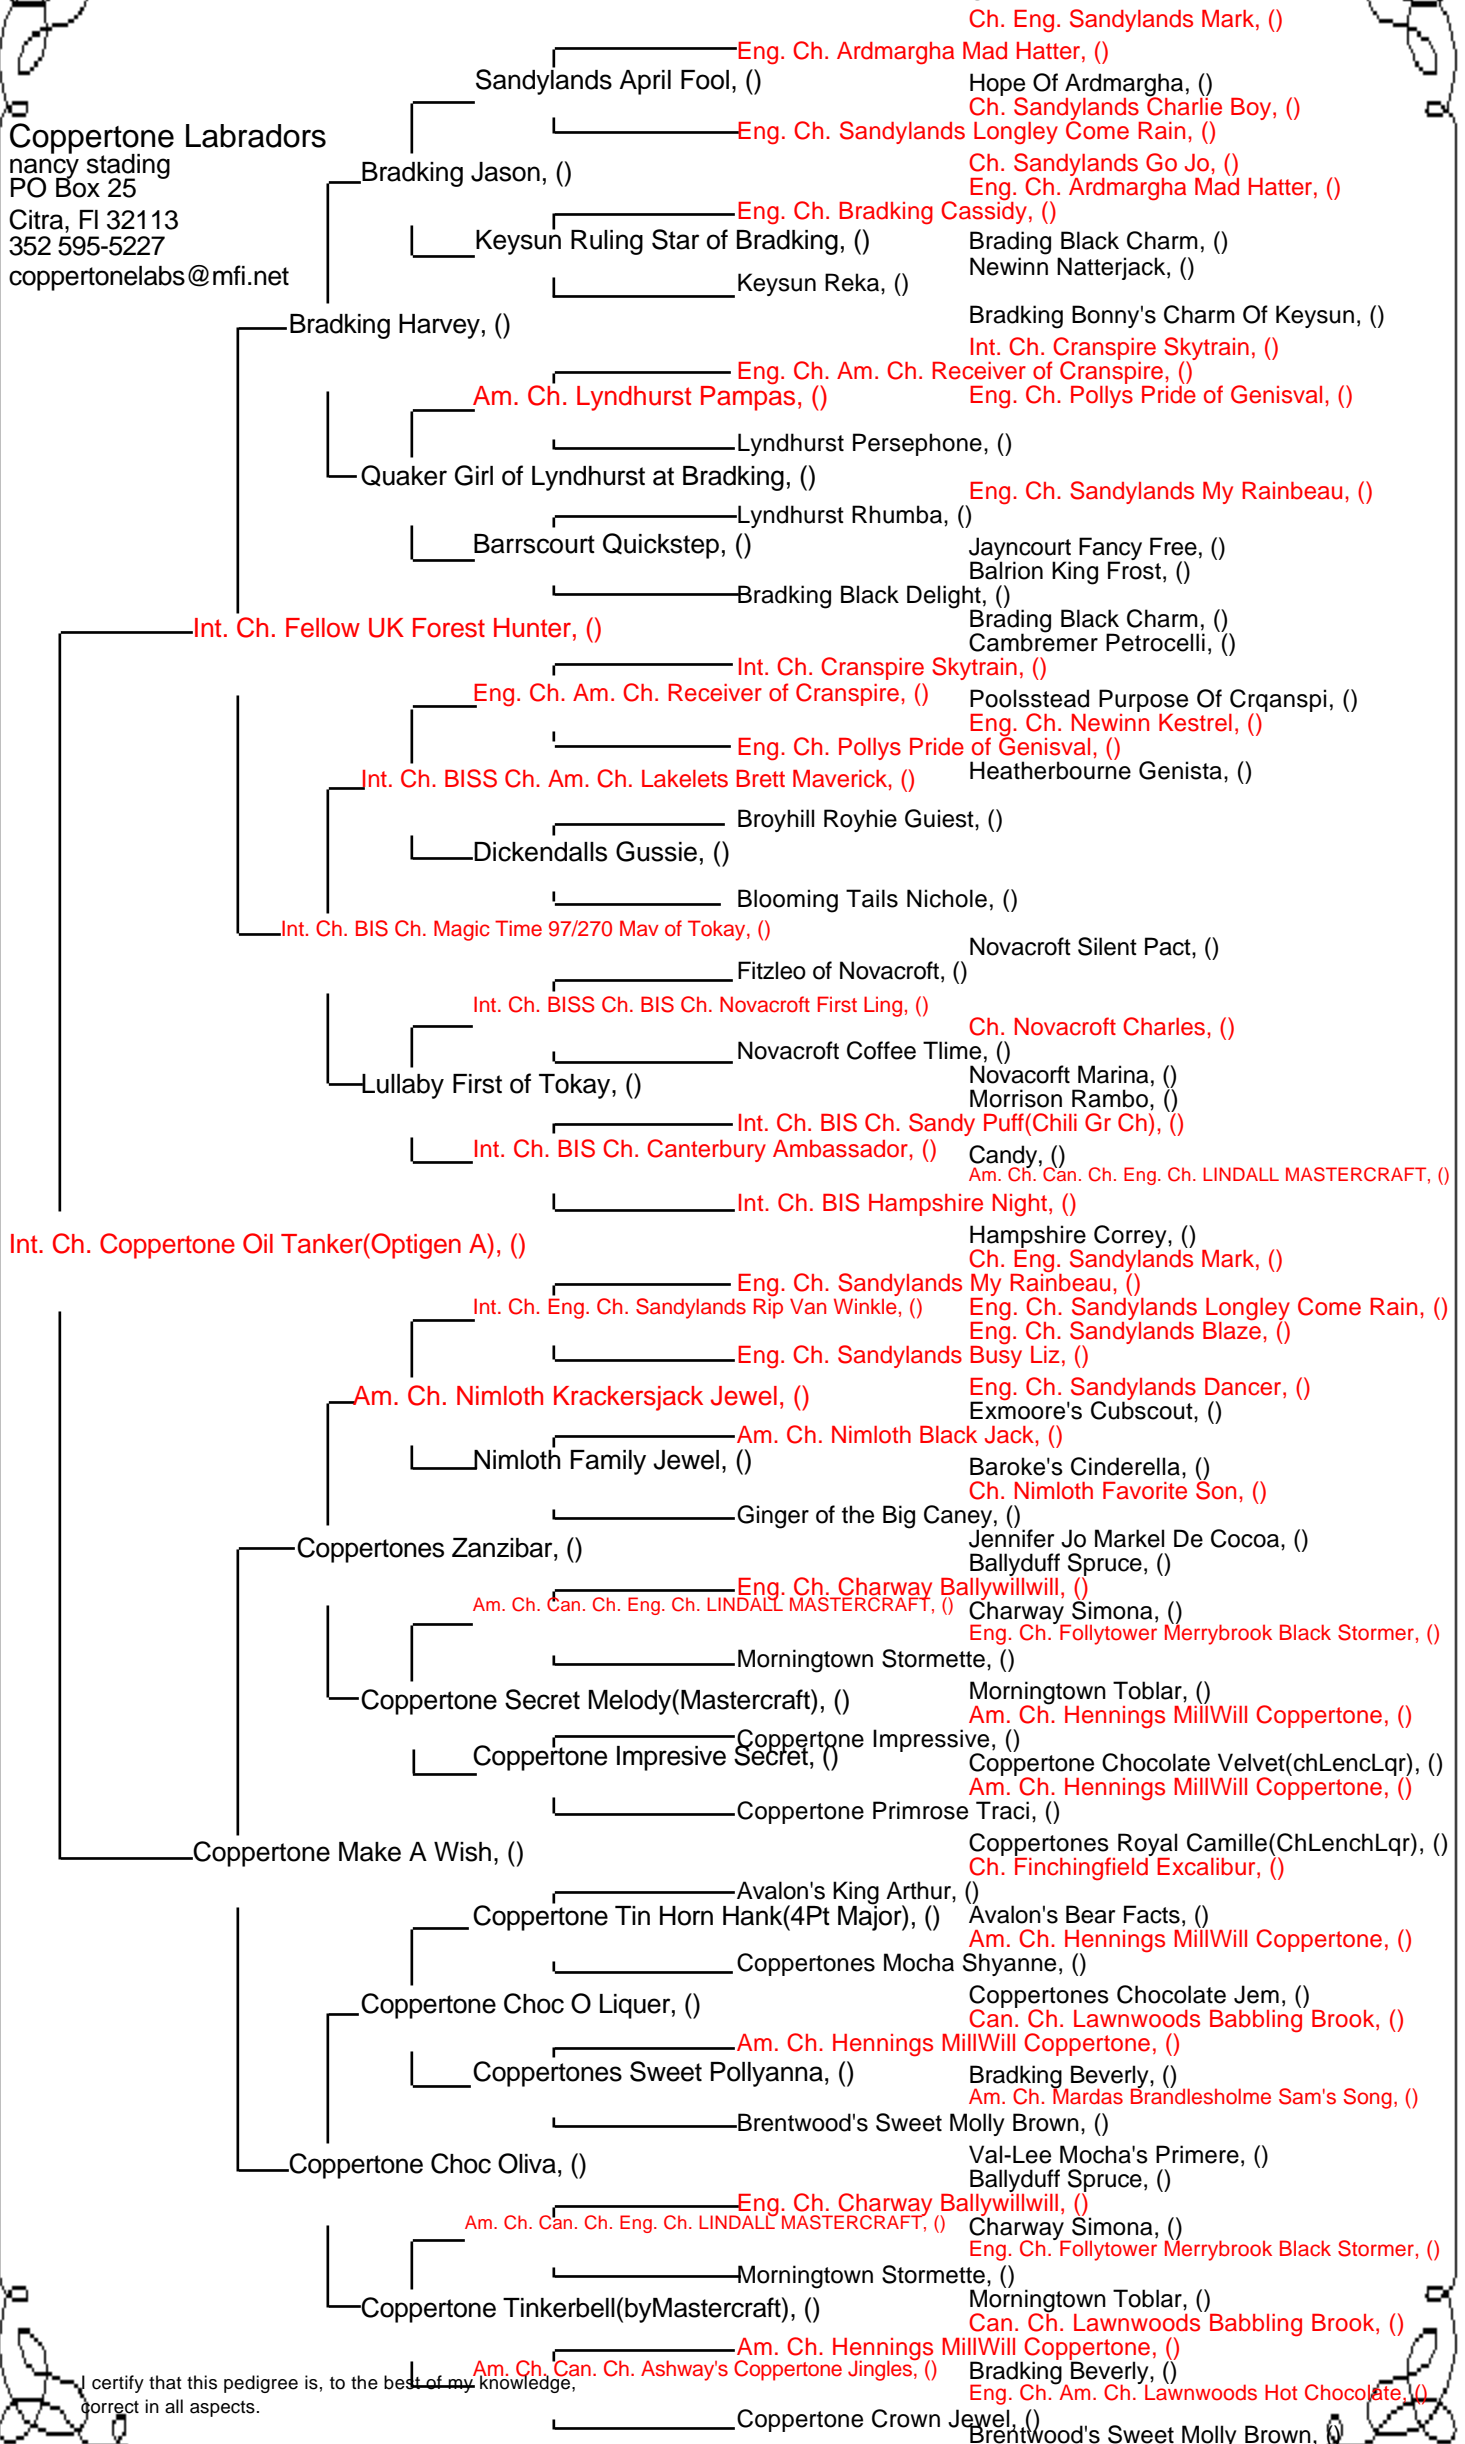 Ch. Eng. Sandylands Mark, ()
Eng. Ch. Ardmargha Mad Hatter, ()
Sandylands April Fool, ()
Hope Of Ardmargha, ()
Ch. Sandylands Charlie Boy, ()
Coppertone Labradors
Eng. Ch. Sandylands Longley Come Rain, ()
nancy stading
Ch. Sandylands Go Jo, ()
Bradking Jason, ()
PO Box 25
Eng. Ch. Ardmargha Mad Hatter, ()
Eng. Ch. Bradking Cassidy, ()
Citra, Fl 32113
Keysun Ruling Star of Bradking, ()
Brading Black Charm, ()
352 595-5227
Newinn Natterjack, ()
coppertonelabs@mfi.net
Keysun Reka, ()
Bradking Bonny's Charm Of Keysun, ()
Bradking Harvey, ()
Int. Ch. Cranspire Skytrain, ()
Eng. Ch. Am. Ch. Receiver of Cranspire, ()
Am. Ch. Lyndhurst Pampas, ()
Eng. Ch. Pollys Pride of Genisval, ()
Lyndhurst Persephone, ()
Quaker Girl of Lyndhurst at Bradking, ()
Eng. Ch. Sandylands My Rainbeau, ()
Lyndhurst Rhumba, ()
Barrscourt Quickstep, ()
Jayncourt Fancy Free, ()
Balrion King Frost, ()
Bradking Black Delight, ()
Brading Black Charm, ()
Int. Ch. Fellow UK Forest Hunter, ()
Cambremer Petrocelli, ()
Int. Ch. Cranspire Skytrain, ()
Eng. Ch. Am. Ch. Receiver of Cranspire, ()
Poolsstead Purpose Of Crqanspi, ()
Eng. Ch. Newinn Kestrel, ()
Eng. Ch. Pollys Pride of Genisval, ()
Heatherbourne Genista, ()
Int. Ch. BISS Ch. Am. Ch. Lakelets Brett Maverick, ()
Broyhill Royhie Guiest, ()
Dickendalls Gussie, ()
Blooming Tails Nichole, ()
Int. Ch. BIS Ch. Magic Time 97/270 Mav of Tokay, ()
Novacroft Silent Pact, ()
Fitzleo of Novacroft, ()
Int. Ch. BISS Ch. BIS Ch. Novacroft First Ling, ()
Ch. Novacroft Charles, ()
Novacroft Coffee Tlime, ()
Novacorft Marina, ()
Lullaby First of Tokay, ()
Morrison Rambo, ()
Int. Ch. BIS Ch. Sandy Puff(Chili Gr Ch), ()
Int. Ch. BIS Ch. Canterbury Ambassador, ()
Candy, ()
Am. Ch. Can. Ch. Eng. Ch. LINDALL MASTERCRAFT, ()
Int. Ch. BIS Hampshire Night, ()
Hampshire Correy, ()
Int. Ch. Coppertone Oil Tanker(Optigen A), ()
Ch. Eng. Sandylands Mark, ()
Eng. Ch. Sandylands My Rainbeau, ()
Int. Ch. Eng. Ch. Sandylands Rip Van Winkle, ()
Eng. Ch. Sandylands Longley Come Rain, ()
Eng. Ch. Sandylands Blaze, ()
Eng. Ch. Sandylands Busy Liz, ()
Eng. Ch. Sandylands Dancer, ()
Am. Ch. Nimloth Krackersjack Jewel, ()
Exmoore's Cubscout, ()
Am. Ch. Nimloth Black Jack, ()
Nimloth Family Jewel, ()
Baroke's Cinderella, ()
Ch. Nimloth Favorite Son, ()
Ginger of the Big Caney, ()
Jennifer Jo Markel De Cocoa, ()
Coppertones Zanzibar, ()
Ballyduff Spruce, ()
Eng. Ch. Charway Ballywillwill, ()
Am. Ch. Can. Ch. Eng. Ch. LINDALL MASTERCRAFT, ()
Charway Simona, ()
Eng. Ch. Follytower Merrybrook Black Stormer, ()
Morningtown Stormette, ()
Morningtown Toblar, ()
Coppertone Secret Melody(Mastercraft), ()
Am. Ch. Hennings MillWill Coppertone, ()
Coppertone Impressive, ()
Coppertone Impresive Secret, ()
Coppertone Chocolate Velvet(chLencLqr), ()
Am. Ch. Hennings MillWill Coppertone, ()
Coppertone Primrose Traci, ()
Coppertones Royal Camille(ChLenchLqr), ()
Coppertone Make A Wish, ()
Ch. Finchingfield Excalibur, ()
Avalon's King Arthur, ()
Coppertone Tin Horn Hank(4Pt Major), ()
Avalon's Bear Facts, ()
Am. Ch. Hennings MillWill Coppertone, ()
Coppertones Mocha Shyanne, ()
Coppertones Chocolate Jem, ()
Coppertone Choc O Liquer, ()
Can. Ch. Lawnwoods Babbling Brook, ()
Am. Ch. Hennings MillWill Coppertone, ()
Coppertones Sweet Pollyanna, ()
Bradking Beverly, ()
Am. Ch. Mardas Brandlesholme Sam's Song, ()
Brentwood's Sweet Molly Brown, ()
Val-Lee Mocha's Primere, ()
Coppertone Choc Oliva, ()
Ballyduff Spruce, ()
Eng. Ch. Charway Ballywillwill, ()
Am. Ch. Can. Ch. Eng. Ch. LINDALL MASTERCRAFT, ()
Charway Simona, ()
Eng. Ch. Follytower Merrybrook Black Stormer, ()
Morningtown Stormette, ()
Morningtown Toblar, ()
Coppertone Tinkerbell(byMastercraft), ()
Can. Ch. Lawnwoods Babbling Brook, ()
Am. Ch. Hennings MillWill Coppertone, ()
Am. Ch. Can. Ch. Ashway's Coppertone Jingles, ()
Bradking Beverly, ()
I certify that this pedigree is, to the best of my knowledge,
Eng. Ch. Am. Ch. Lawnwoods Hot Chocolate, ()
correct in all aspects.
Coppertone Crown Jewel, ()
Brentwood's Sweet Molly Brown, ()